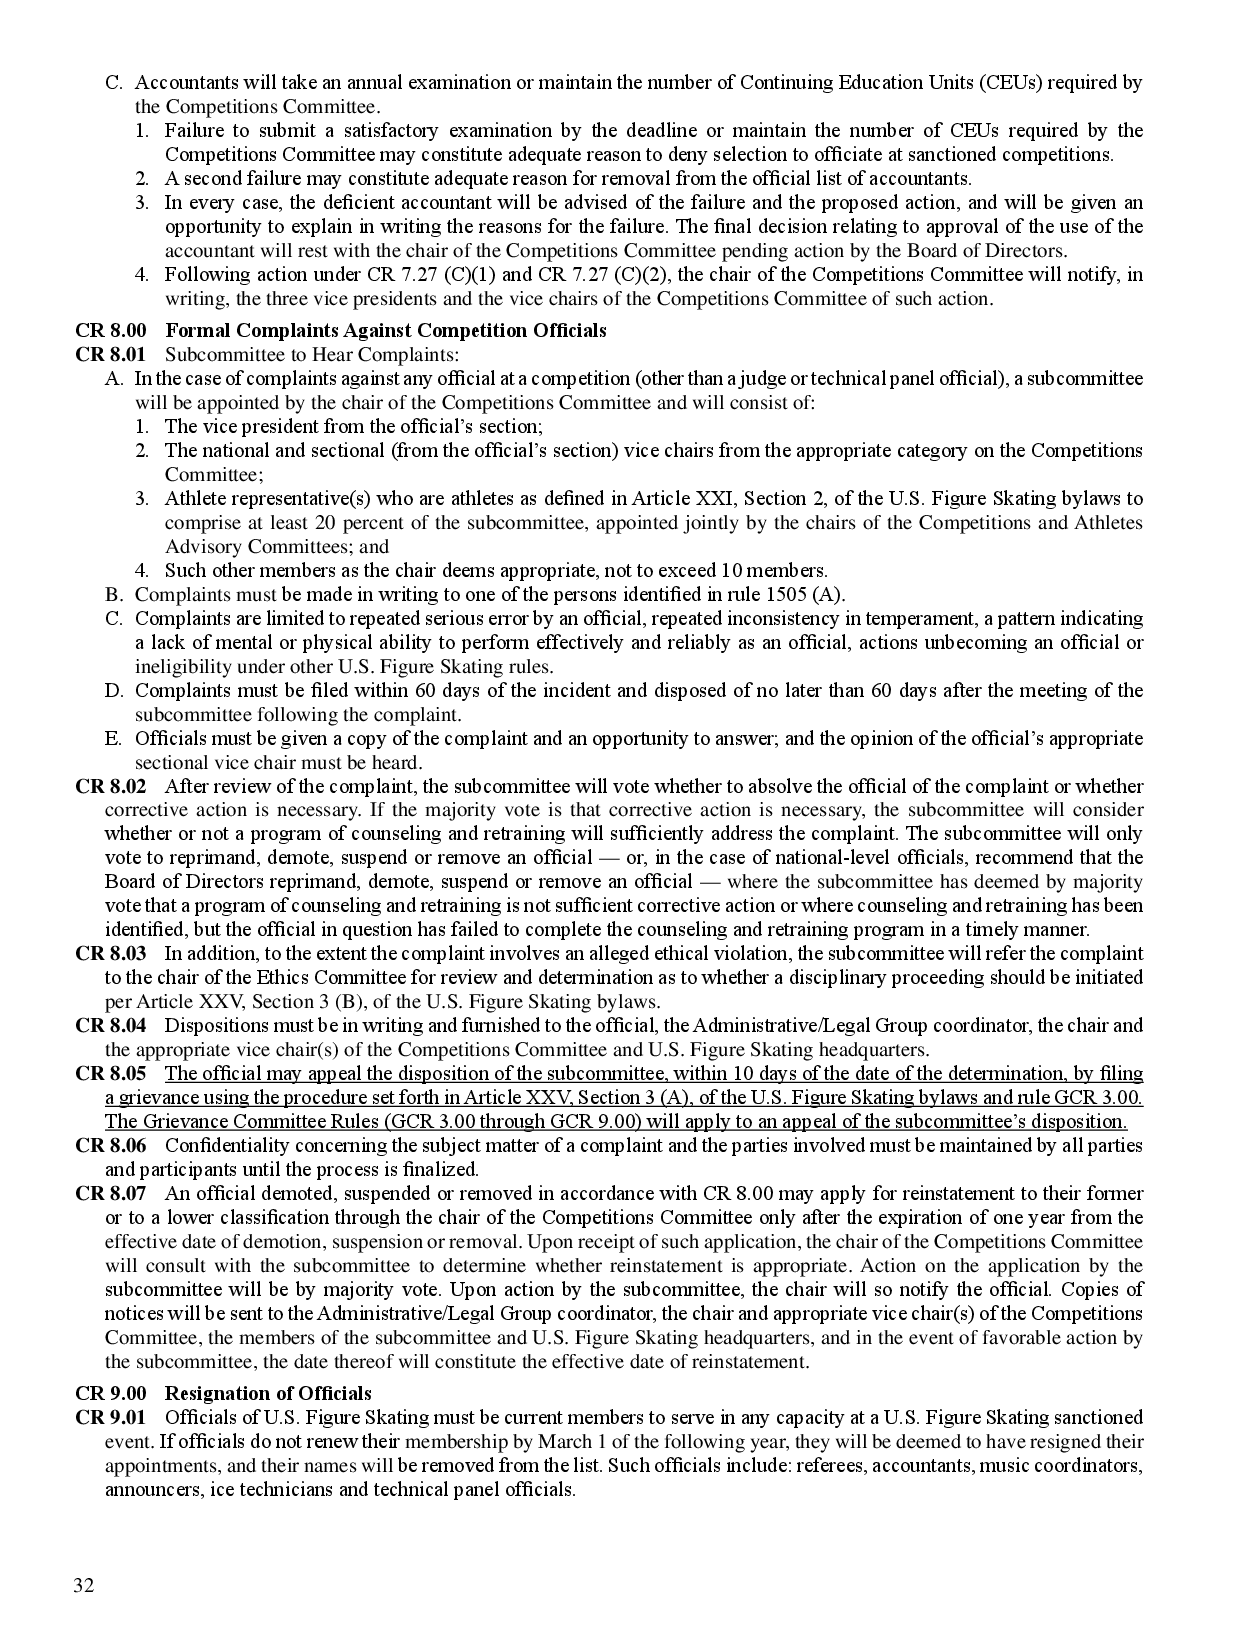 C. Accountants will take an annual examination or maintain the number of Continuing Education Units (CEUs) required by
the Competitions Committee.
1. Failure to submit a satisfactory examination by the deadline or maintain the number of CEUs required by the
Competitions Committee may constitute adequate reason to deny selection to officiate at sanctioned competitions.
2. A second failure may constitute adequate reason for removal from the official list of accountants.
3. In every case, the deficient accountant will be advised of the failure and the proposed action, and will be given an
opportunity to explain in writing the reasons for the failure. The final decision relating to approval of the use of the
accountant will rest with the chair of the Competitions Committee pending action by the Board of Directors.
4. Following action under CR 7.27 (C)(1) and CR 7.27 (C)(2), the chair of the Competitions Committee will notify, in
writing, the three vice presidents and the vice chairs of the Competitions Committee of such action.
CR 8.00 Formal Complaints Against Competition Officials
CR 8.01 Subcommittee to Hear Complaints:
A. In the case of complaints against any official at a competition (other than a judge or technical panel official), a subcommittee
will be appointed by the chair of the Competitions Committee and will consist of:
1. The vice president from the official’s section;
2. The national and sectional (from the official’s section) vice chairs from the appropriate category on the Competitions
Committee;
3. Athlete representative(s) who are athletes as defined in Article XXI, Section 2, of the U.S. Figure Skating bylaws to
comprise at least 20 percent of the subcommittee, appointed jointly by the chairs of the Competitions and Athletes
Advisory Committees; and
4. Such other members as the chair deems appropriate, not to exceed 10 members.
B. Complaints must be made in writing to one of the persons identified in rule 1505 (A).
C. Complaints are limited to repeated serious error by an official, repeated inconsistency in temperament, a pattern indicating
a lack of mental or physical ability to perform effectively and reliably as an official, actions unbecoming an official or
ineligibility under other U.S. Figure Skating rules.
D. Complaints must be filed within 60 days of the incident and disposed of no later than 60 days after the meeting of the
subcommittee following the complaint.
E. Officials must be given a copy of the complaint and an opportunity to answer; and the opinion of the official’s appropriate
sectional vice chair must be heard.
CR 8.02 After review of the complaint, the subcommittee will vote whether to absolve the official of the complaint or whether
corrective action is necessary. If the majority vote is that corrective action is necessary, the subcommittee will consider
whether or not a program of counseling and retraining will sufficiently address the complaint. The subcommittee will only
vote to reprimand, demote, suspend or remove an official — or, in the case of national-level officials, recommend that the
Board of Directors reprimand, demote, suspend or remove an official — where the subcommittee has deemed by majority
vote that a program of counseling and retraining is not sufficient corrective action or where counseling and retraining has been
identified, but the official in question has failed to complete the counseling and retraining program in a timely manner.
CR 8.03 In addition, to the extent the complaint involves an alleged ethical violation, the subcommittee will refer the complaint
to the chair of the Ethics Committee for review and determination as to whether a disciplinary proceeding should be initiated
per Article XXV, Section 3 (B), of the U.S. Figure Skating bylaws.
CR 8.04 Dispositions must be in writing and furnished to the official, the Administrative/Legal Group coordinator, the chair and
the appropriate vice chair(s) of the Competitions Committee and U.S. Figure Skating headquarters.
CR 8.05 The official may appeal the disposition of the subcommittee, within 10 days of the date of the determination, by filing
a grievance using the procedure set forth in Article XXV, Section 3 (A), of the U.S. Figure Skating bylaws and rule GCR 3.00.
The Grievance Committee Rules (GCR 3.00 through GCR 9.00) will apply to an appeal of the subcommittee’s disposition.
CR 8.06 Confidentiality concerning the subject matter of a complaint and the parties involved must be maintained by all parties
and participants until the process is finalized.
CR 8.07 An official demoted, suspended or removed in accordance with CR 8.00 may apply for reinstatement to their former
or to a lower classification through the chair of the Competitions Committee only after the expiration of one year from the
effective date of demotion, suspension or removal. Upon receipt of such application, the chair of the Competitions Committee
will consult with the subcommittee to determine whether reinstatement is appropriate. Action on the application by the
subcommittee will be by majority vote. Upon action by the subcommittee, the chair will so notify the official. Copies of
notices will be sent to the Administrative/Legal Group coordinator, the chair and appropriate vice chair(s) of the Competitions
Committee, the members of the subcommittee and U.S. Figure Skating headquarters, and in the event of favorable action by
the subcommittee, the date thereof will constitute the effective date of reinstatement.
CR 9.00 Resignation of Officials
CR 9.01 Officials of U.S. Figure Skating must be current members to serve in any capacity at a U.S. Figure Skating sanctioned
event. If officials do not renew their membership by March 1 of the following year, they will be deemed to have resigned their
appointments, and their names will be removed from the list. Such officials include: referees, accountants, music coordinators,
announcers, ice technicians and technical panel officials.
32